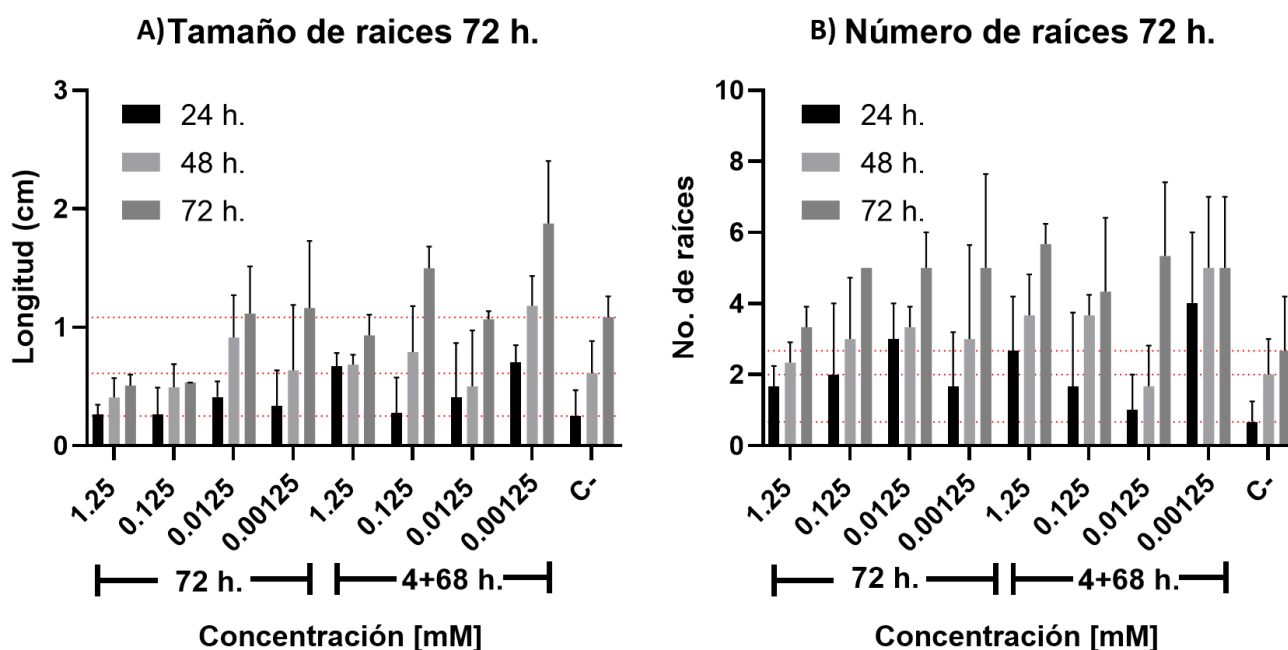 A) Tamaño de raices 72 h.
3
2
1
0
Longitud (cm)
24 h.
48 h.
72 h.
1.25
0.125
0.0125
0.00125
1.25
0.125
0.0125
0.00125
C-
72 h.
4+68 h.
Concentración [mM]
B) Número de raíces 72 h.
10
8
6
4
2
0
No. de raíces
24 h.
48 h.
72 h.
1.25
0.125
0.0125
0.00125
1.25
0.125
0.0125
0.00125
C-
72 h.
4+68 h.
Concentración [mM]